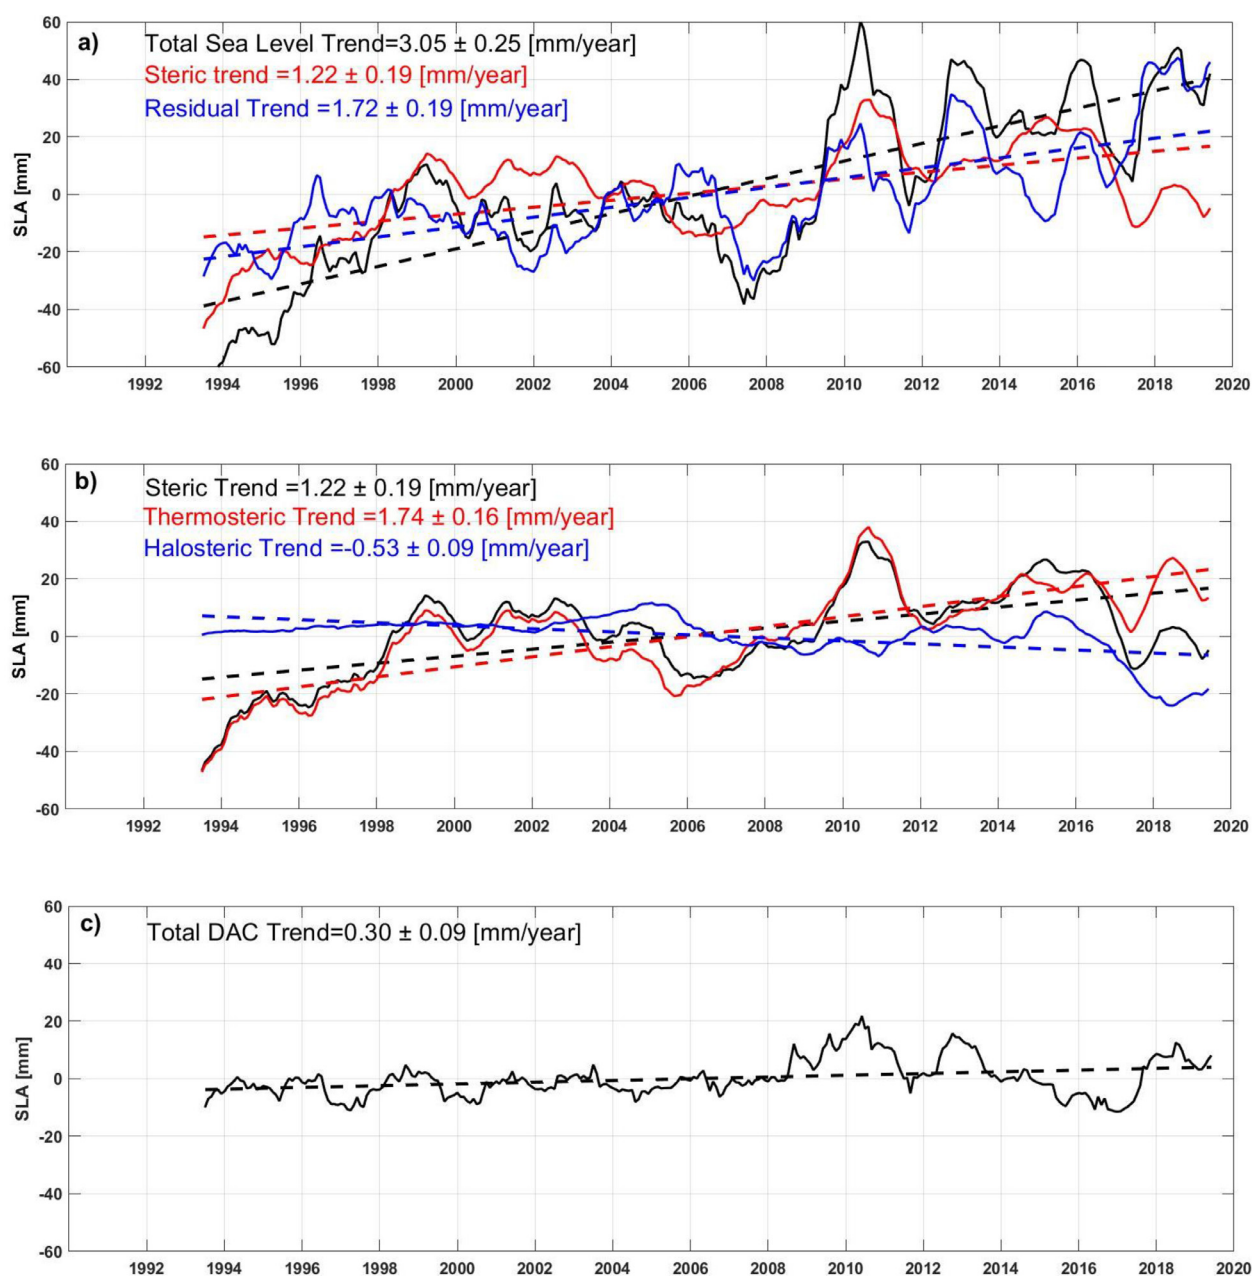 a)
Total Sea Level Trend=3.05 ± 0.25 [mm/year]
Steric trend =1.22 ± 0.19 [mm/year]
Residual Trend =1.72 ± 0.19 [mm/year]
SLA [mm]
60
40
20
0
-20
-40
-60
1992 1994 1996 1998 2000 2002 2004 2006 2008 2010 2012 2014 2016 2018 2020
b)
Steric Trend =1.22 ± 0.19 [mm/year]
Thermosteric Trend =1.74 ± 0.16 [mm/year]
Halosteric Trend =-0.53 ± 0.09 [mm/year]
SLA [mm]
60
40
20
0
-20
-40
-60
1992 1994 1996 1998 2000 2002 2004 2006 2008 2010 2012 2014 2016 2018 2020
c)
Total DAC Trend=0.30 ± 0.09 [mm/year]
SLA [mm]
60
40
20
0
-20
-40
-60
1992 1994 1996 1998 2000 2002 2004 2006 2008 2010 2012 2014 2016 2018 2020